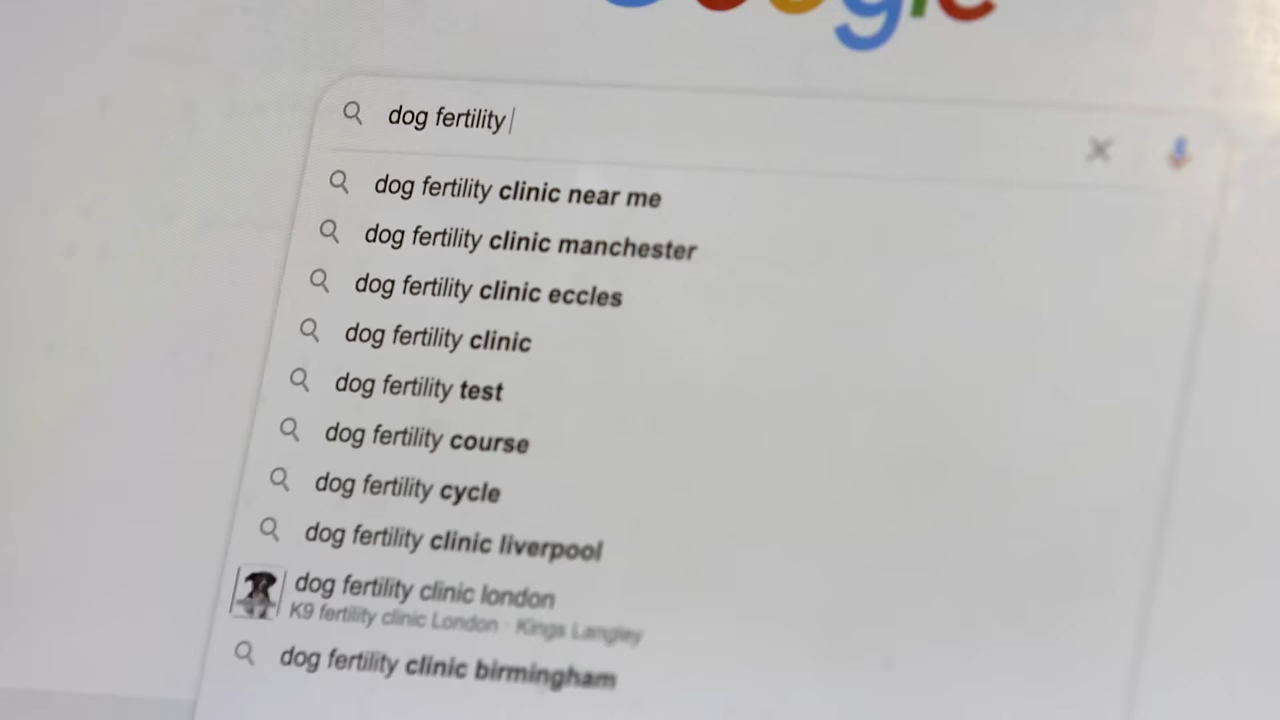 Google
dog fertility
dog fertility clinic near me
dog fertility clinic manchester
dog fertility clinic eccles
dog fertility clinic
dog fertility test
dog fertility course
dog fertility cycle
dog fertility clinic liverpool
dog fertility clinic london
K9 fertility clinic London · Kings Langley
dog fertility clinic birmingham